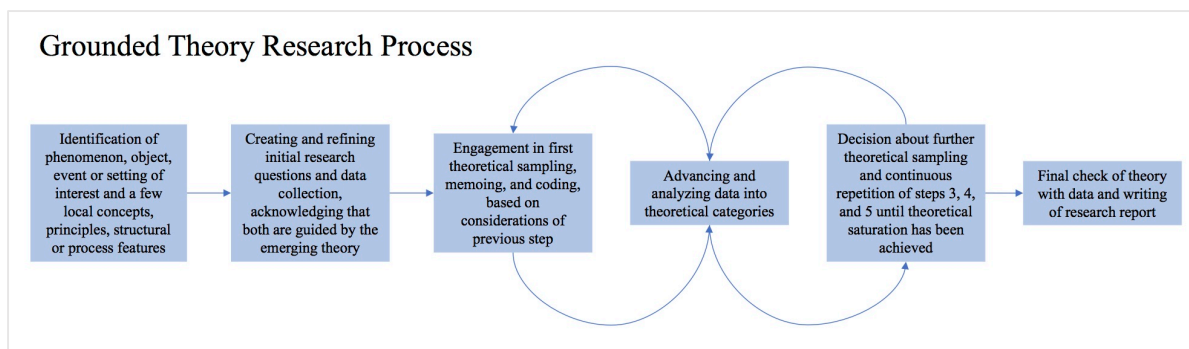 Grounded Theory Research Process
Identification of
phenomenon, object,
event or setting of
interest and a few
local concepts,
principles, structural
or process features
Creating and refining
initial research
questions and data
collection,
acknowledging that
both are guided by the
emerging theory
Engagement in first
theoretical sampling,
memoing, and coding,
based on
considerations of
previous step
Advancing and
analyzing data into
theoretical categories
Decision about further
theoretical sampling
and continuous
repetition of steps 3, 4,
and 5 until theoretical
saturation has been
achieved
Final check of theory
with data and writing
of research report